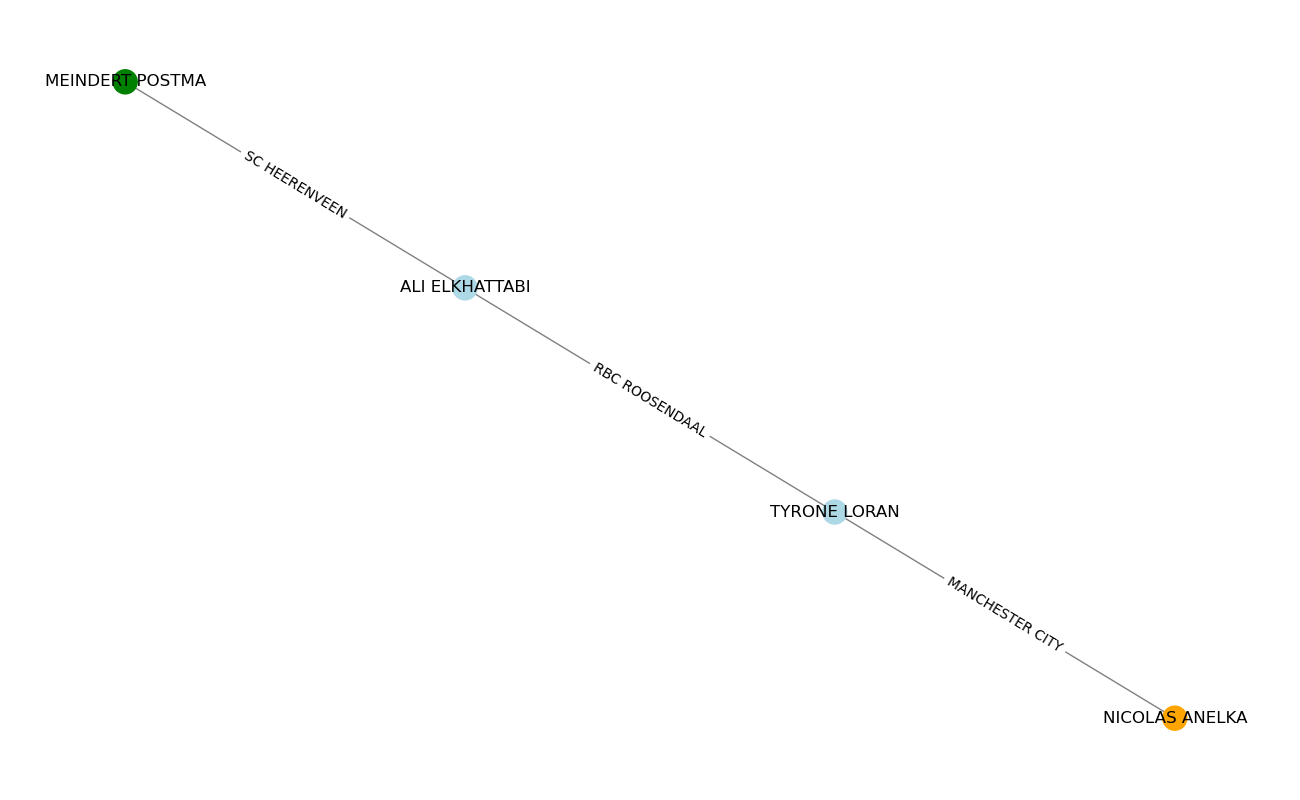 MEINDERT POSTMA
SC HEERENVEEN
ALI ELKHATTABI
RBC ROOSENDAAL
TYRONE LORAN
MANCHESTER CITY
NICOLAS ANELKA